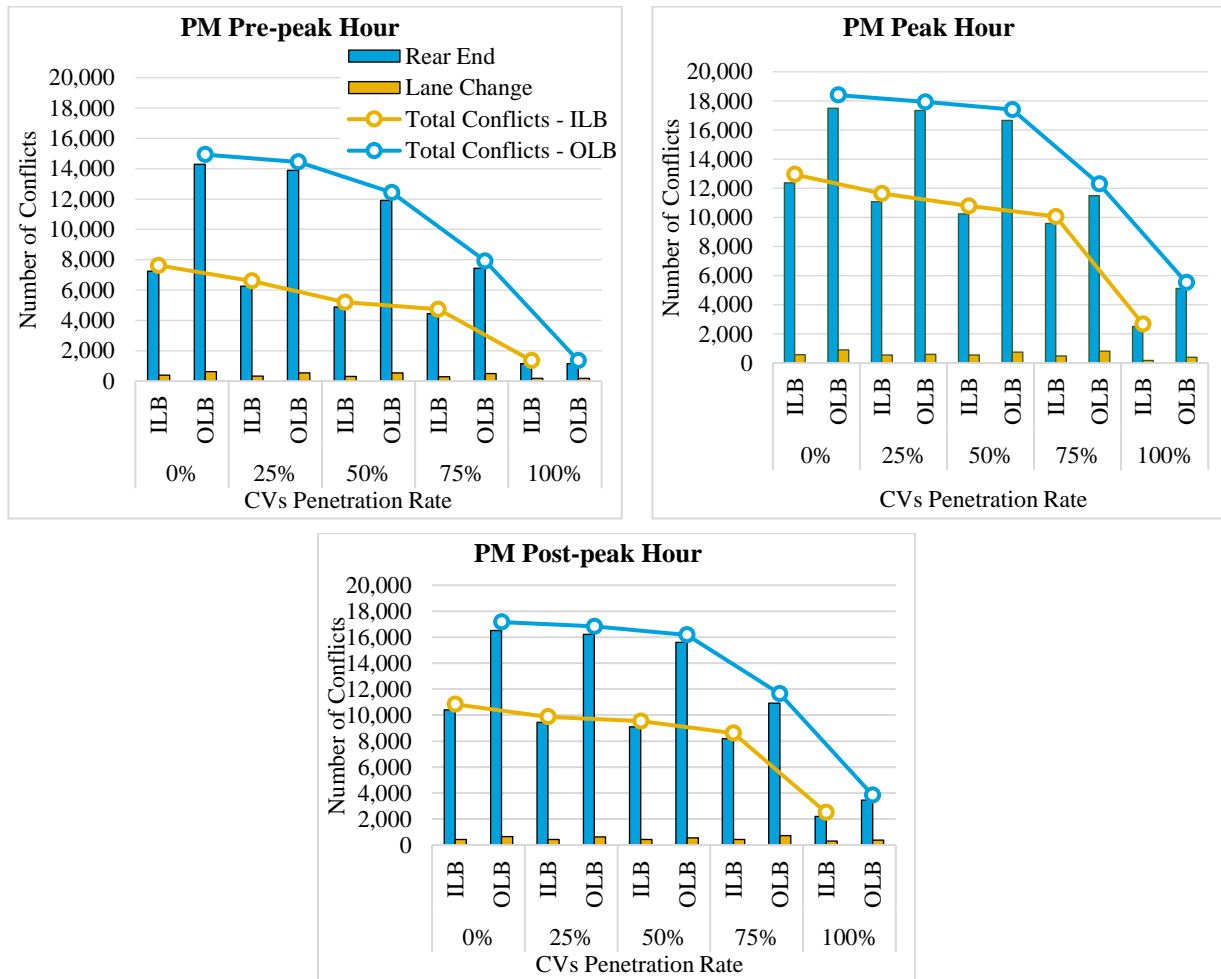 PM Pre-peak Hour
Rear End
Lane Change
Total Conflicts - ILB
Total Conflicts - OLB
Number of Conflicts
20,000
18,000
16,000
14,000
12,000
10,000
8,000
6,000
4,000
2,000
0
ILB OLB ILB OLB ILB OLB ILB OLB ILB OLB
0% 25% 50% 75% 100%
CVs Penetration Rate
PM Peak Hour
Number of Conflicts
20,000
18,000
16,000
14,000
12,000
10,000
8,000
6,000
4,000
2,000
0
ILB OLB ILB OLB ILB OLB ILB OLB ILB OLB
0% 25% 50% 75% 100%
CVs Penetration Rate
PM Post-peak Hour
Number of Conflicts
20,000
18,000
16,000
14,000
12,000
10,000
8,000
6,000
4,000
2,000
0
ILB OLB ILB OLB ILB OLB ILB OLB ILB OLB
0% 25% 50% 75% 100%
CVs Penetration Rate